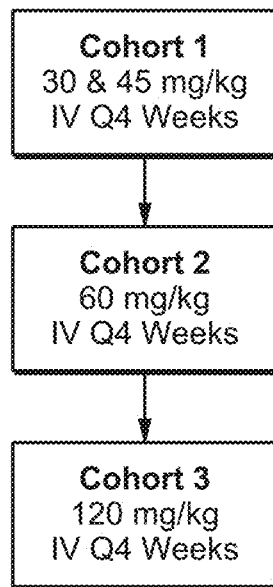 Cohort 1
30 & 45 mg/kg
IV Q4 Weeks
Cohort 2
60 mg/kg
IV Q4 Weeks
Cohort 3
120 mg/kg
IV Q4 Weeks